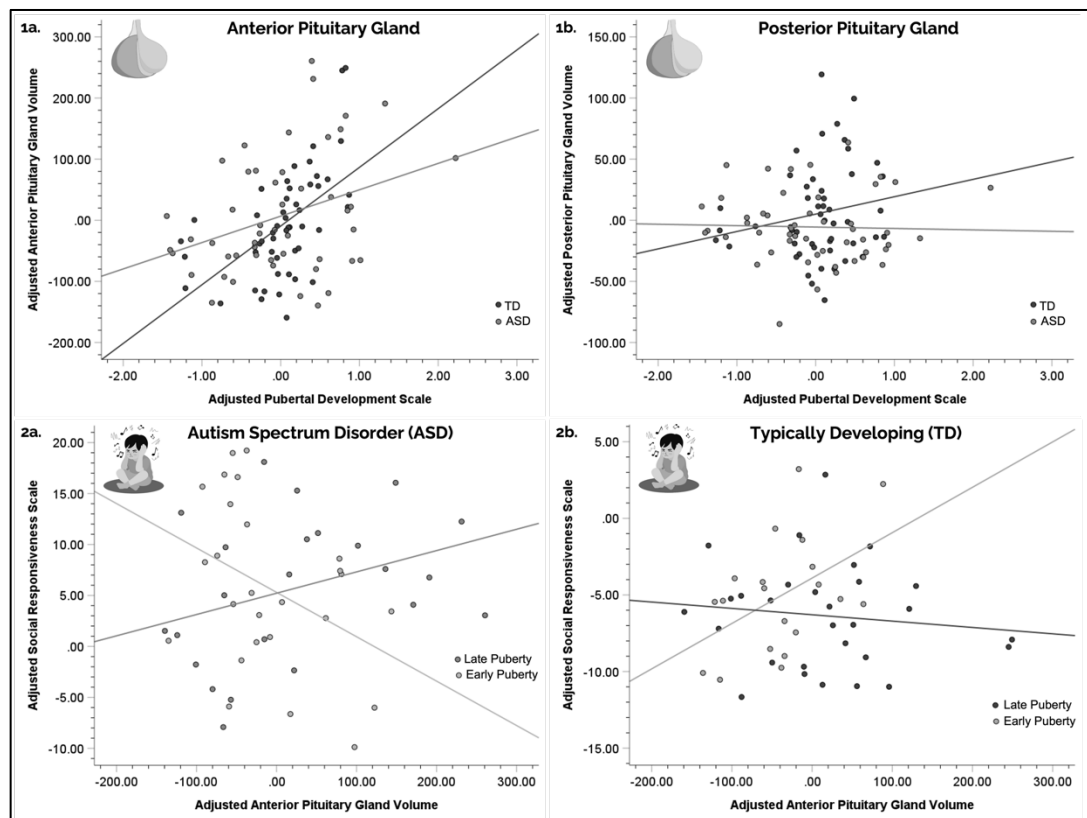 1a. Anterior Pituitary Gland
Adjusted Anterior Pituitary Gland Volume
300.00
200.00
100.00
.00
-100.00
-200.00
TD
ASD
-2.00 -1.00 .00 1.00 2.00 3.00
Adjusted Pubertal Development Scale
1b. Posterior Pituitary Gland
Adjusted Posterior Pituitary Gland Volume
150.00
100.00
50.00
.00
-50.00
-100.00
TD
ASD
-2.00 -1.00 .00 1.00 2.00 3.00
Adjusted Pubertal Development Scale
2a. Autism Spectrum Disorder (ASD)
Adjusted Social Responsiveness Scale
20.00
15.00
10.00
5.00
.00
-5.00
-10.00
Late Puberty
Early Puberty
-200.00 -100.00 .00 100.00 200.00 300.00
Adjusted Anterior Pituitary Gland Volume
2b. Typically Developing (TD)
Adjusted Social Responsiveness Scale
5.00
.00
-5.00
-10.00
-15.00
Late Puberty
Early Puberty
-200.00 -100.00 .00 100.00 200.00 300.00
Adjusted Anterior Pituitary Gland Volume